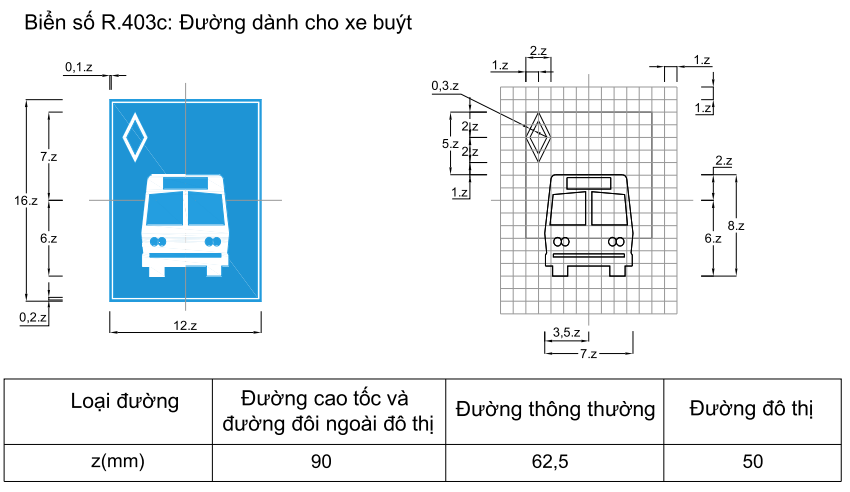 Biển số R.403c: Đường dành cho xe buýt
0,1.z
7.z
16.z
6.z
0,2.z
12.z
2.z
1.z
1.z
0,3.z
1.z
2.z
5.z
2.z
2.z
1.z
8.z
6.z
3,5.z
7.z
Loại đường
Đường cao tốc và
đường đôi ngoài đô thị
Đường thông thường
Đường đô thị
z(mm)
90
62,5
50